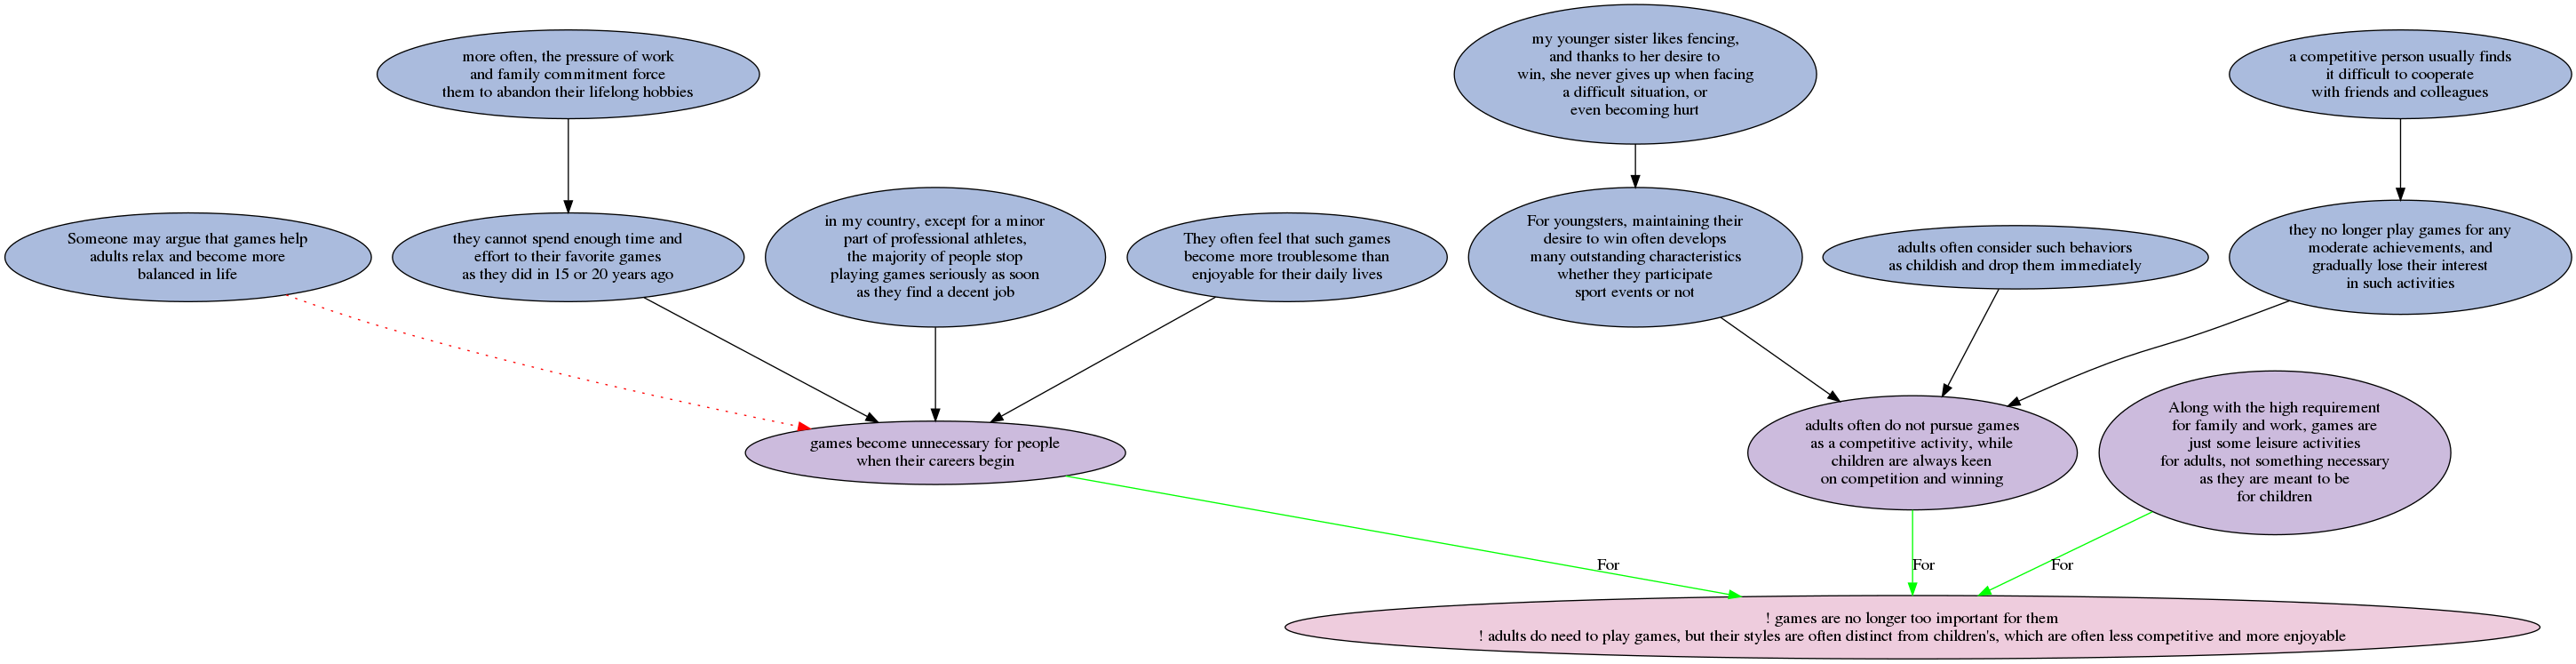 more often, the pressure of work
and family commitment force
them to abandon their lifelong hobbies
my younger sister likes fencing,
and thanks to her desire to
win, she never gives up when facing
a difficult situation, or
even becoming hurt
a competitive person usually finds
it difficult to cooperate
with friends and colleagues
Someone may argue that games help
adults relax and become more
balanced in life
they cannot spend enough time and
effort to their favorite games
as they did in 15 or 20 years ago
in my country, except for a minor
part of professional athletes,
the majority of people stop
playing games seriously as soon
as they find a decent job
They often feel that such games
become more troublesome than
enjoyable for their daily lives
For youngsters, maintaining their
desire to win often develops
many outstanding characteristics
whether they participate
sport events or not
adults often consider such behaviors
as childish and drop them immediately
they no longer play games for any
moderate achievements, and
gradually lose their interest
in such activities
games become unnecessary for people
when their careers begin
adults often do not pursue games
as a competitive activity, while
children are always keen
on competition and winning
Along with the high requirement
for family and work, games are
just some leisure activities
for adults, not something necessary
as they are meant to be
for children
For
For
For
! games are no longer too important for them
! adults do need to play games, but their styles are often distinct from children's, which are often less competitive and more enjoyable